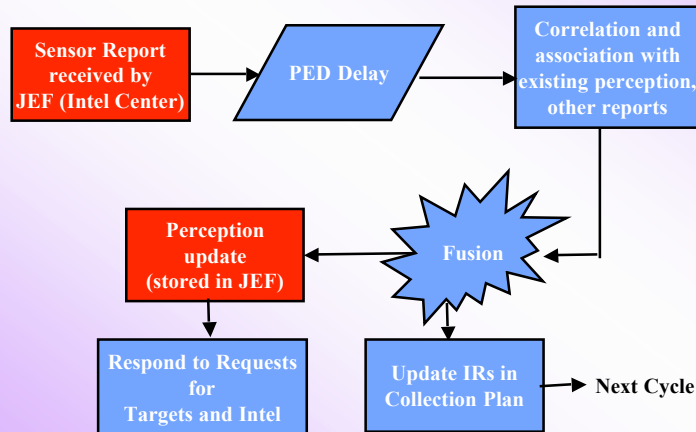 Sensor Report
received by
JEF (Intel Center)
PED Delay
Correlation and
association with
existing perception,
other reports
Fusion
Perception
update
(stored in JEF)
Respond to Requests
for
Targets and Intel
Update IRs in
Collection Plan
Next Cycle